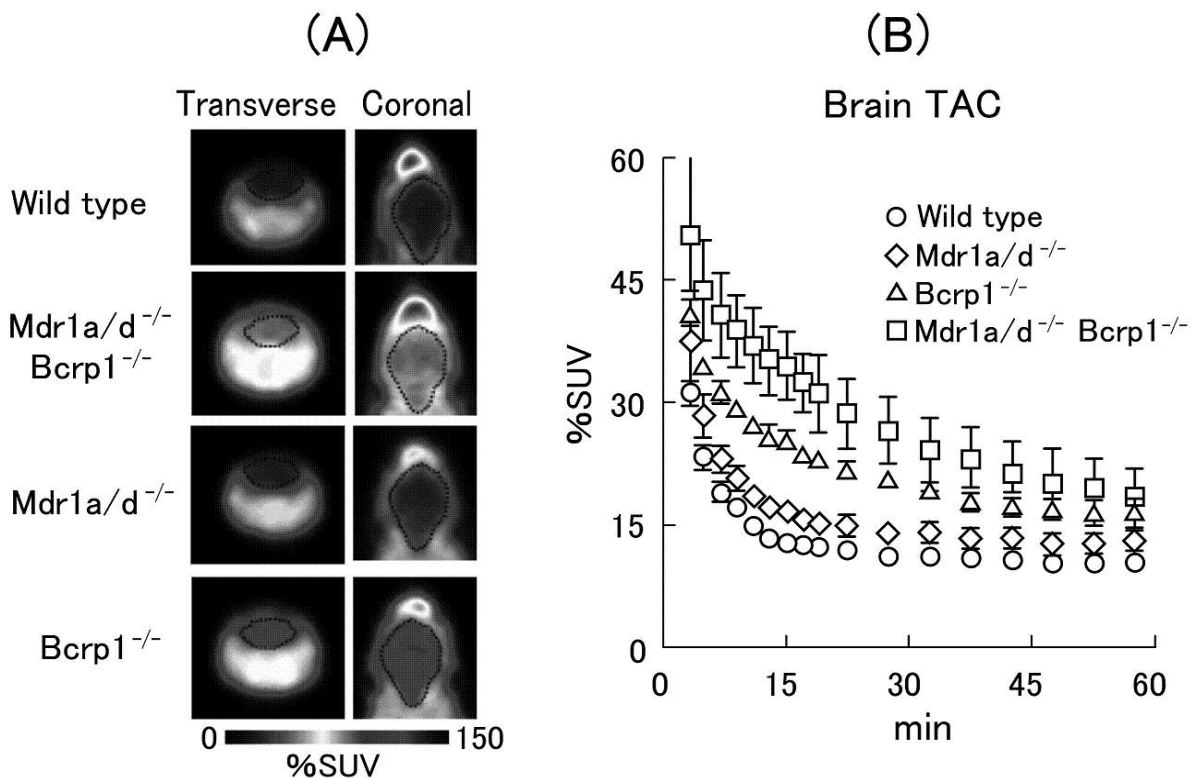 (A)
Transverse Coronal
Wild type
Mdr1a/d -/-
Bcrp1 -/-
Mdr1a/d -/-
Bcrp1 -/-
0 150
%SUV
(B)
Brain TAC
60
45
30
15
0
%SUV
Wild type
Mdr1a/d -/-
Bcrp1 -/-
Mdr1a/d -/- Bcrp1 -/-
0 15 30 45 60
min